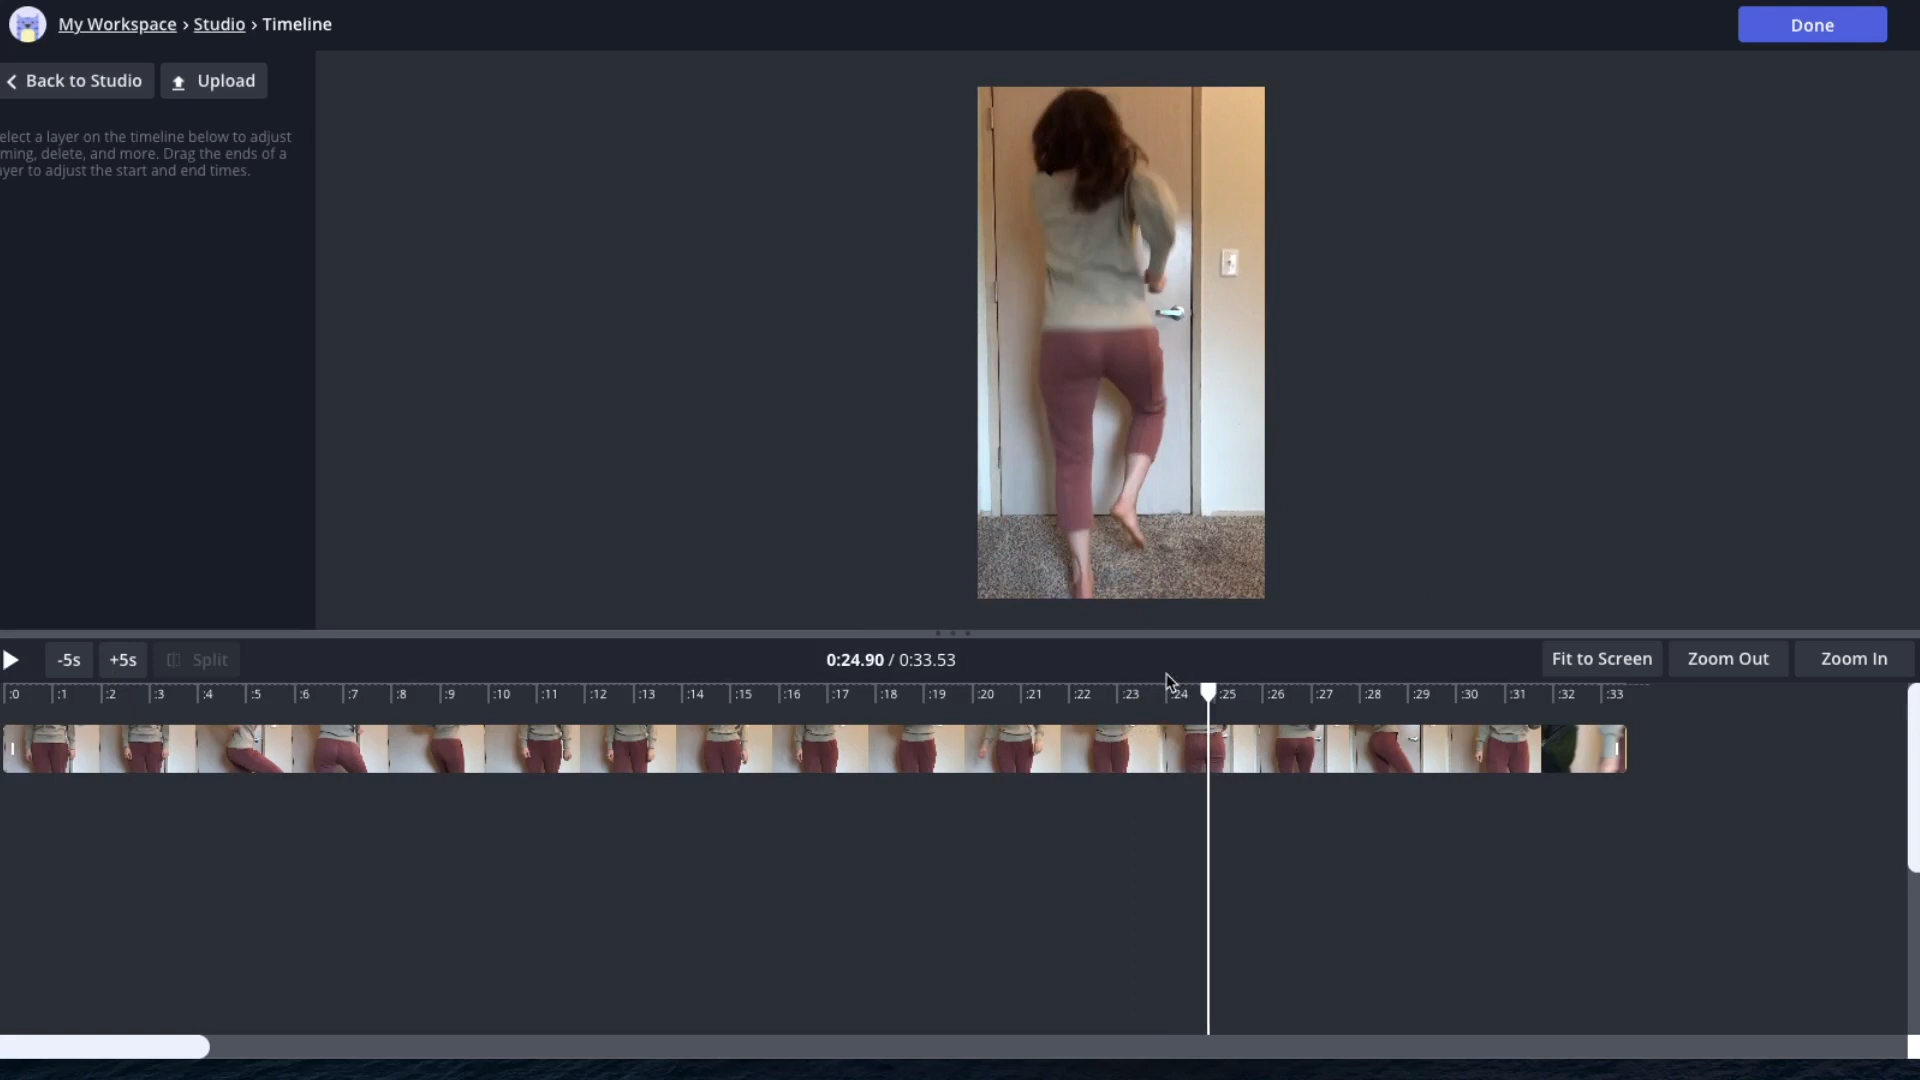 My Workspace › Studio › Timeline
Done
Back to Studio
Upload
elect a layer on the timeline below to adjust
ming, delete, and more. Drag the ends of a
ayer to adjust the start and end times.
-5s
+5s
Split
0:24.90 / 0:33.53
Fit to Screen
Zoom Out
Zoom In
:0 :1 :2 :3 :4 :5 :6 :7 :8 :9 :10 :11 :12 :13 :14 :15 :16 :17 :18 :19 :20 :21 :22 :23 :24 :25 :26 :27 :28 :29 :30 :31 :32 :33